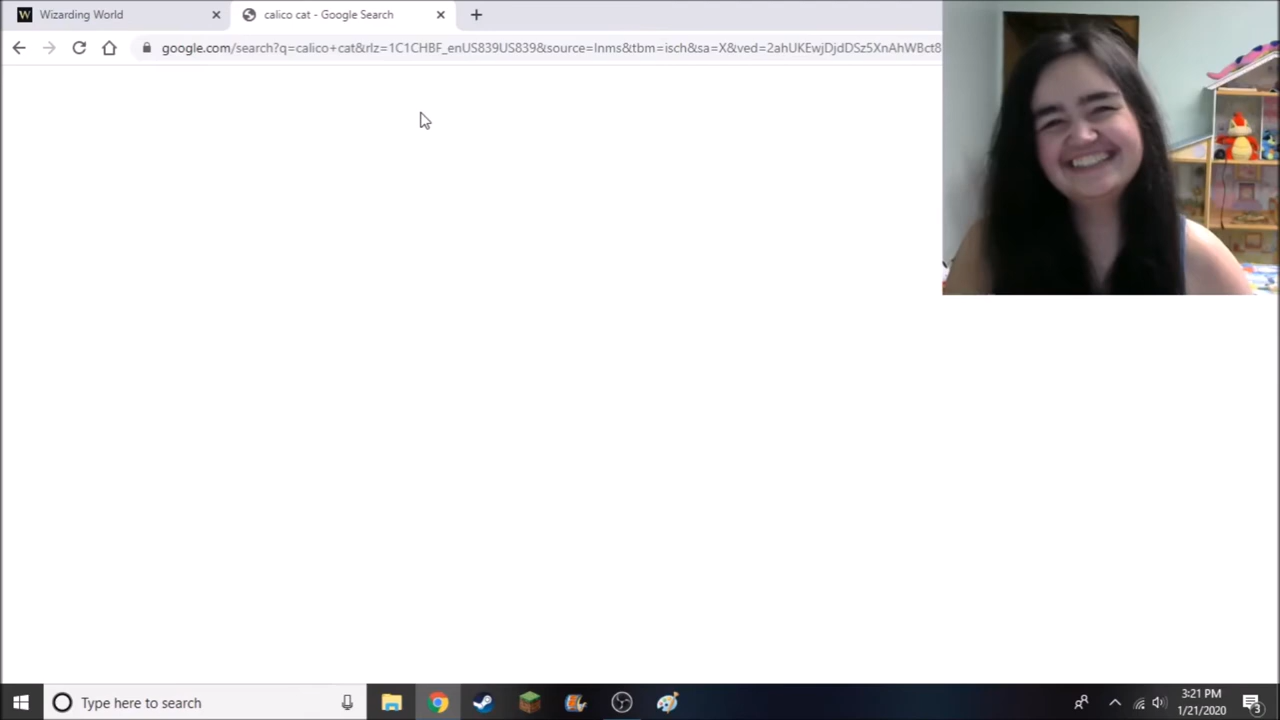 W Wizarding World
calico cat - Google Search
google.com/search?q=calico+cat&rlz=1C1CHBF_enUS839US839&source=lnms&tbm=isch&sa=X&ved=2ahUKEwjDjdDSz5XnAhWBct8
Type here to search
3:21 PM
1/21/2020
3